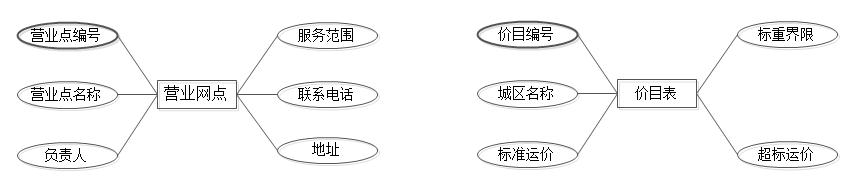 营业点编号
服务范围
营业点名称
营业网点
联系电话
负责人
地址
价目编号
标重界限
城区名称
价目表
标准运价
超标运价